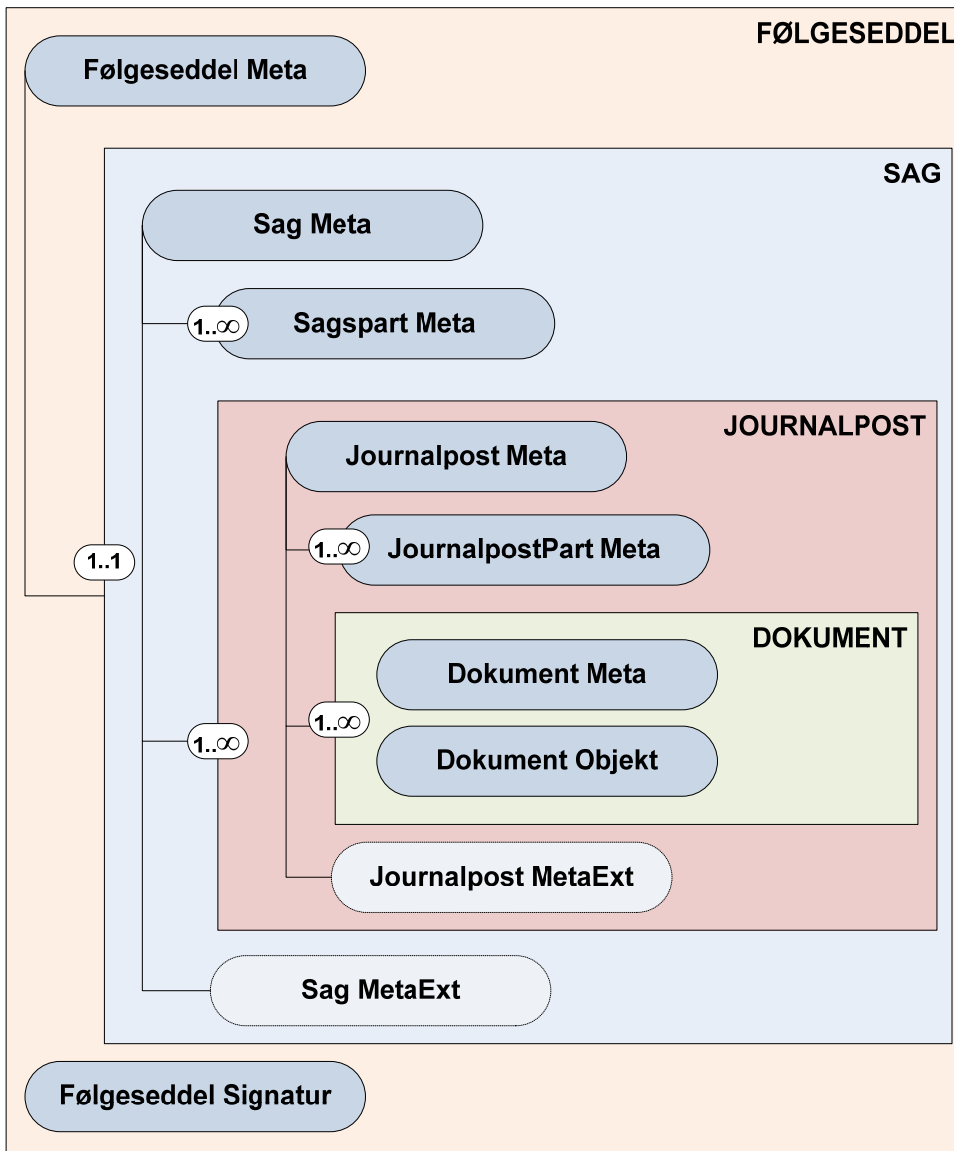 FØLGESEDDEL
Følgeseddel Meta
SAG
Sag Meta
1..∞
Sagspart Meta
JOURNALPOST
Journalpost Meta
1..∞
JournalpostPart Meta
1..1
DOKUMENT
Dokument Meta
1..∞
1..∞
Dokument Objekt
Journalpost MetaExt
Sag MetaExt
Følgeseddel Signatur